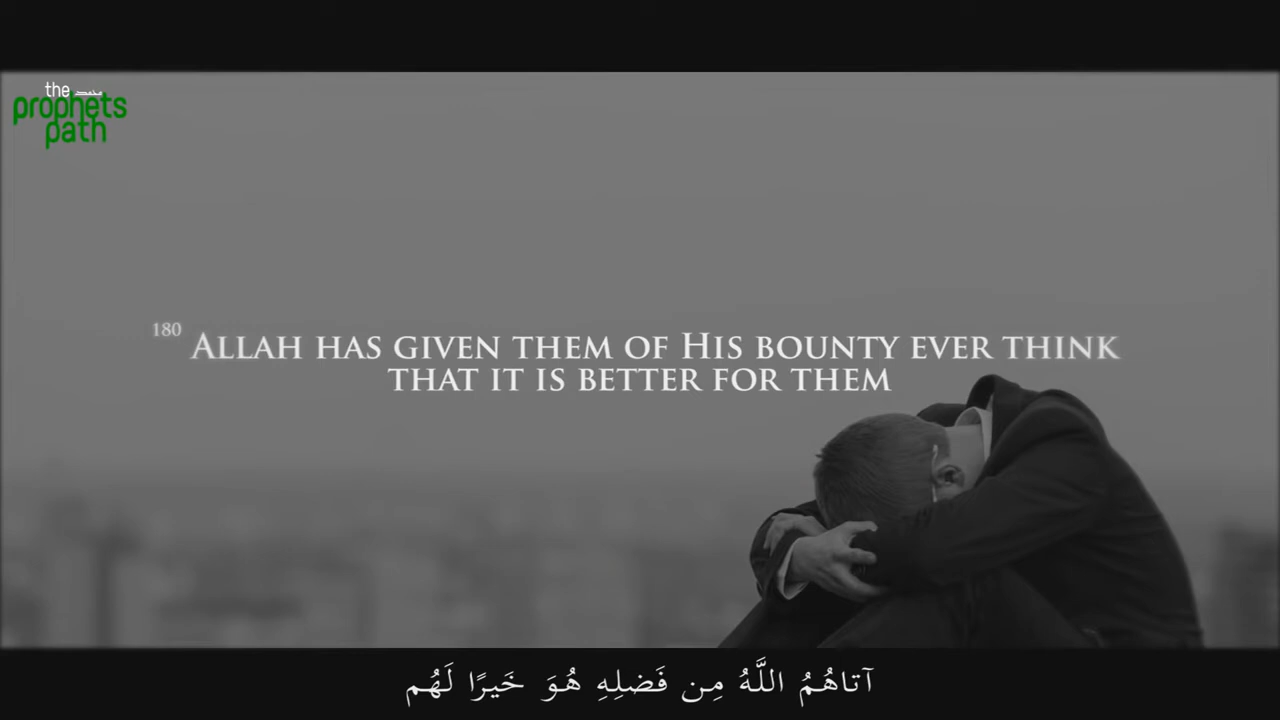 the
prophets
path
180 Allah has given them of His bounty ever think
that it is better for them
آتاهُمُ اللَّهُ مِن فَضلِهِ هُوَ خَيرًا لَهُم